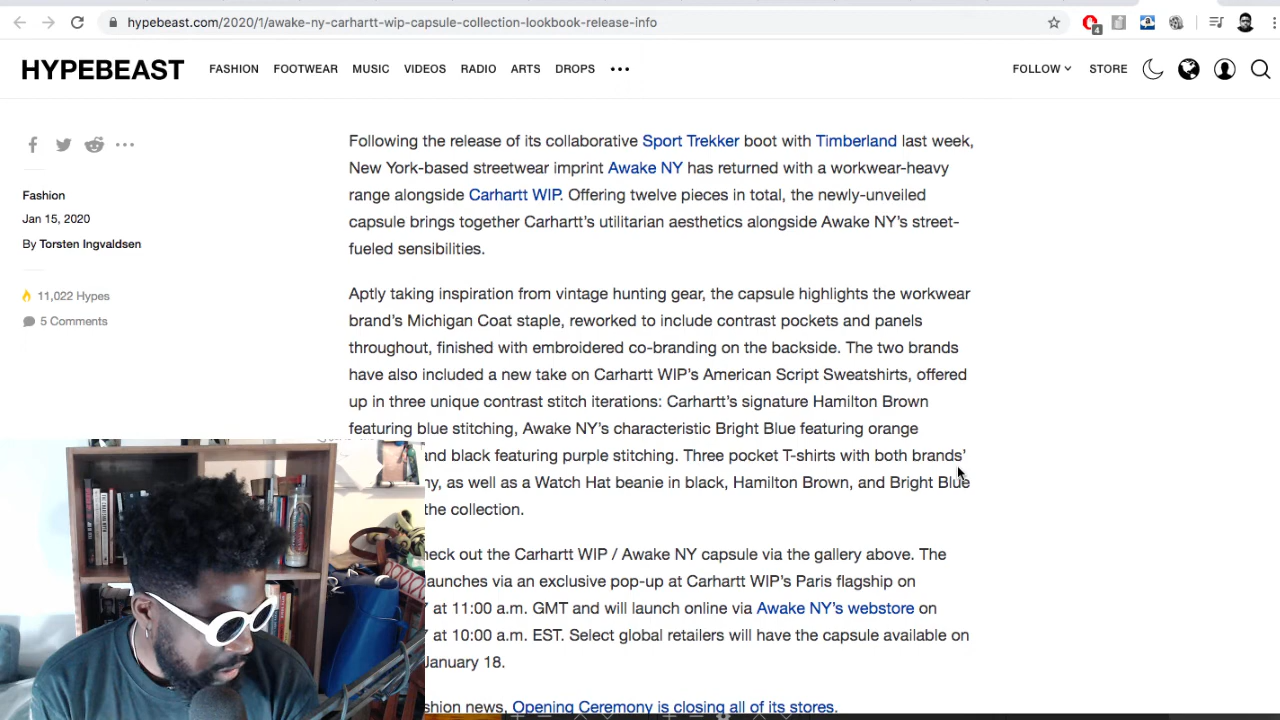 hypebeast.com/2020/1/awake-ny-carhartt-wip-capsule-collection-lookbook-release-info
4
HYPEBEAST FASHION FOOTWEAR MUSIC VIDEOS RADIO ARTS DROPS ••• FOLLOW STORE
Fashion
Jan 15, 2020
By Torsten Ingvaldsen
11,022 Hypes
5 Comments
Following the release of its collaborative Sport Trekker boot with Timberland last week,
New York-based streetwear imprint Awake NY has returned with a workwear-heavy
range alongside Carhartt WIP. Offering twelve pieces in total, the newly-unveiled
capsule brings together Carhartt’s utilitarian aesthetics alongside Awake NY’s street-
fueled sensibilities.
Aptly taking inspiration from vintage hunting gear, the capsule highlights the workwear
brand’s Michigan Coat staple, reworked to include contrast pockets and panels
throughout, finished with embroidered co-branding on the backside. The two brands
have also included a new take on Carhartt WIP’s American Script Sweatshirts, offered
up in three unique contrast stitch iterations: Carhartt’s signature Hamilton Brown
featuring blue stitching, Awake NY’s characteristic Bright Blue featuring orange
nd black featuring purple stitching. Three pocket T-shirts with both brands’
ny, as well as a Watch Hat beanie in black, Hamilton Brown, and Bright Blue
the collection.
heck out the Carhartt WIP / Awake NY capsule via the gallery above. The
aunches via an exclusive pop-up at Carhartt WIP’s Paris flagship on
at 11:00 a.m. GMT and will launch online via Awake NY’s webstore on
at 10:00 a.m. EST. Select global retailers will have the capsule available on
January 18.
shion news, Opening Ceremony is closing all of its stores.